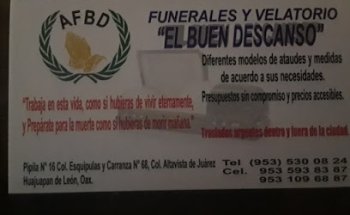 AFBD
FUNERALES Y VELATORIO
"EL BUEN DESCANSO"
Diferentes modelos de ataudes y medidas
de acuerdo a sus necesidades.
Presupuestos sin compromiso y precios accesibles.
"Trabaja en esta vida, como si hubieras de vivir eternamente,
y Prepárate para la muerte como si hubieras de morir mañana."
Traslados urgentes dentro y fuera de la ciudad.
Pipila N° 16 Col. Esquipulas y Carranza N° 68, Col. Altavista de Juárez
Huajuapan de León, Oax.
Tel (953) 530 08 24
Cel. 953 593 83 87
953 109 68 87